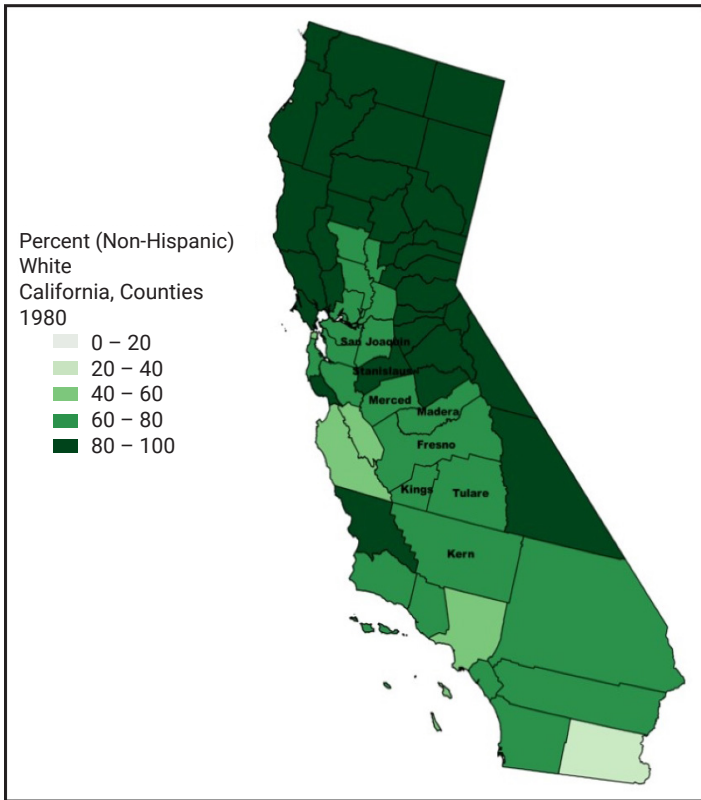 Percent (Non-Hispanic)
White
California, Counties
1980
0 – 20
20 – 40
40 – 60
60 – 80
80 – 100
San Joaquin
Stanislaus
Merced
Madera
Fresno
Kings
Tulare
Kern